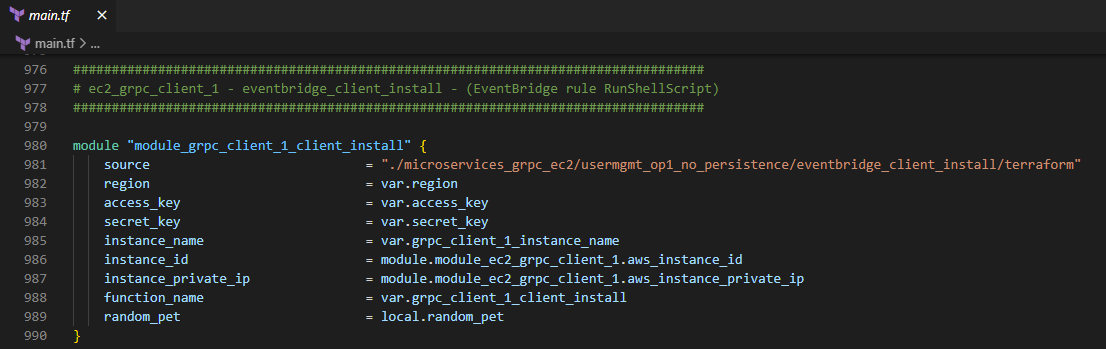 main.tf ×
main.tf > ...
976 ##################################################################################
977 # ec2_grpc_client_1 - eventbridge_client_install - (EventBridge rule RunShellScript)
978 ##################################################################################
979
980 module "module_grpc_client_1_client_install" {
981 source = "./microservices_grpc_ec2/usermgmt_op1_no_persistence/eventbridge_client_install/terraform"
982 region = var.region
983 access_key = var.access_key
984 secret_key = var.secret_key
985 instance_name = var.grpc_client_1_instance_name
986 instance_id = module.module_ec2_grpc_client_1.aws_instance_id
987 instance_private_ip = module.module_ec2_grpc_client_1.aws_instance_private_ip
988 function_name = var.grpc_client_1_client_install
989 random_pet = local.random_pet
990 }